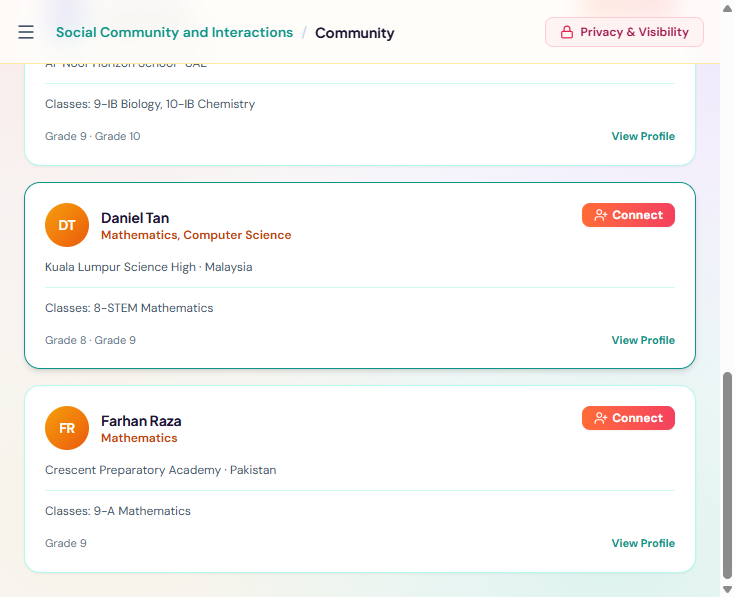 Social Community and Interactions / Community
Privacy & Visibility
Classes: 9-IB Biology, 10-IB Chemistry
Grade 9 · Grade 10
View Profile
DT
Daniel Tan
Connect
Mathematics, Computer Science
Kuala Lumpur Science High · Malaysia
Classes: 8-STEM Mathematics
Grade 8 · Grade 9
View Profile
FR
Farhan Raza
Connect
Mathematics
Crescent Preparatory Academy · Pakistan
Classes: 9-A Mathematics
Grade 9
View Profile